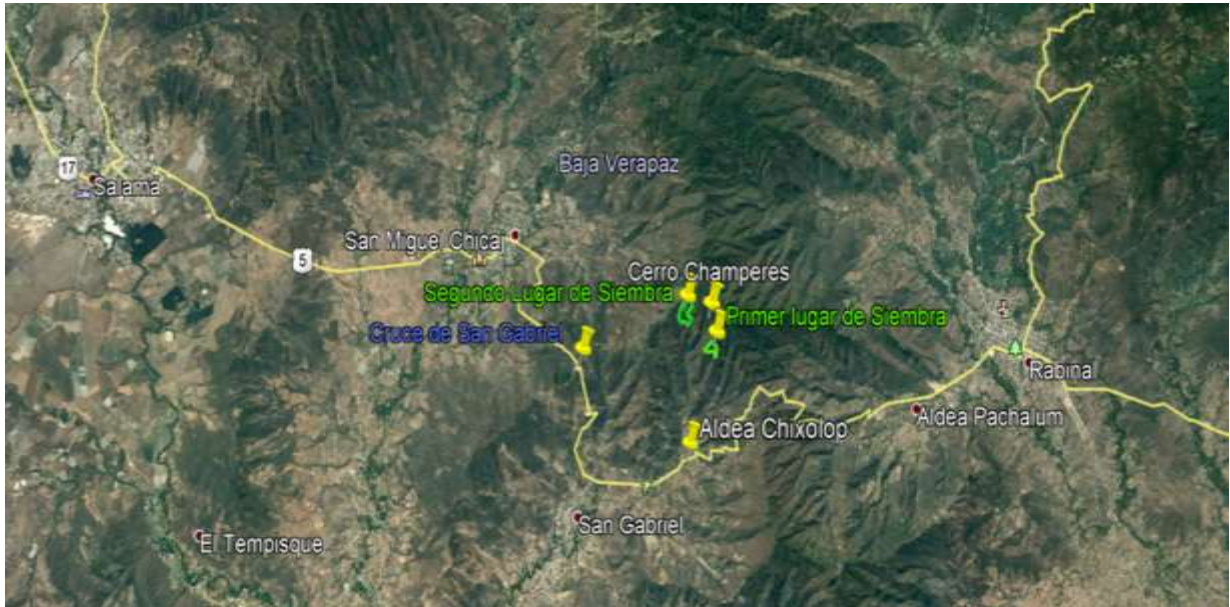 Baja Verapaz
17
Salamá
San Miguel Chicaj
5
Cerro Champeres
Segundo Lugar de Siembra
Primer lugar de Siembra
Cruce de San Gabriel
Rabinal
Aldea Pachalum
Aldea Chixolop
San Gabriel
El Tempisque